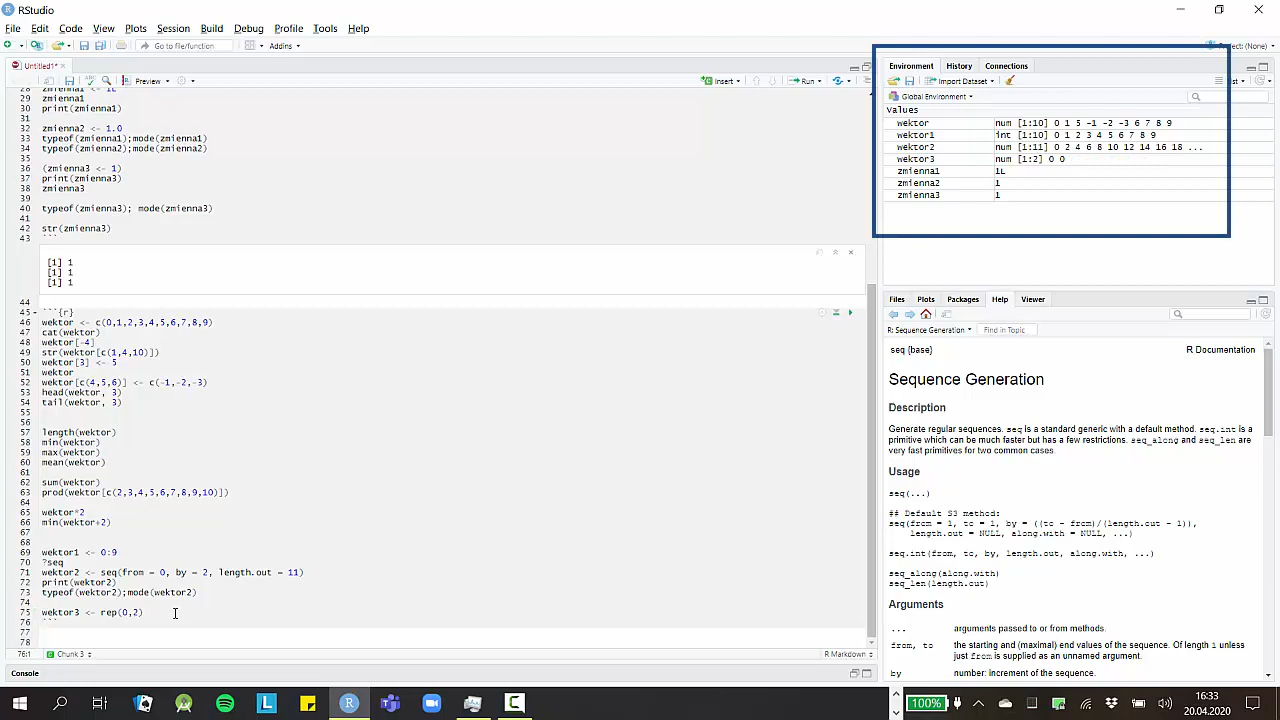 RStudio
File Edit Code View Plots Session Build Debug Profile Tools Help
Go to file/function Addins Project: (None)
Untitled1*
Preview Insert Run
29 zmienna1
30 print(zmienna1)
31
32 zmienna2 <- 1.0
33 typeof(zmienna1);mode(zmienna1)
34 typeof(zmienna2);mode(zmienna2)
35
36 (zmienna3 <- 1)
37 print(zmienna3)
38 zmienna3
39
40 typeof(zmienna3); mode(zmienna3)
41
42 str(zmienna3)
43 ```
[1] 1
[1] 1
[1] 1
44
45 ```{r}
46 wektor <- c(0,1,2,3,4,5,6,7,8,9)
47 cat(wektor)
48 wektor[-4]
49 str(wektor[c(1,4,10)])
50 wektor[3] <- 5
51 wektor
52 wektor[c(4,5,6)] <- c(-1,-2,-3)
53 head(wektor, 3)
54 tail(wektor, 3)
55
56
57 length(wektor)
58 min(wektor)
59 max(wektor)
60 mean(wektor)
61
62 sum(wektor)
63 prod(wektor[c(2,3,4,5,6,7,8,9,10)])
64
65 wektor*2
66 min(wektor+2)
67
68
69 wektor1 <- 0:9
70 ?seq
71 wektor2 <- seq(from = 0, by = 2, length.out = 11)
72 print(wektor2)
73 typeof(wektor2);mode(wektor2)
74
75 wektor3 <- rep(0,2)
76 ```
77
78
76:1 Chunk 3 R Markdown
Console
Environment History Connections
Import Dataset
Global Environment
Values
wektor num [1:10] 0 1 5 -1 -2 -3 6 7 8 9
wektor1 int [1:10] 0 1 2 3 4 5 6 7 8 9
wektor2 num [1:11] 0 2 4 6 8 10 12 14 16 18 ...
wektor3 num [1:2] 0 0
zmienna1 1L
zmienna2 1
zmienna3 1
Files Plots Packages Help Viewer
R: Sequence Generation Find in Topic
seq {base} R Documentation
Sequence Generation
Description
Generate regular sequences. seq is a standard generic with a default method. seq.int is a
primitive which can be much faster but has a few restrictions. seq_along and seq_len are
very fast primitives for two common cases.
Usage
seq(...)
## Default S3 method:
seq(from = 1, to = 1, by = ((to - from)/(length.out - 1)),
length.out = NULL, along.with = NULL, ...)
seq.int(from, to, by, length.out, along.with, ...)
seq_along(along.with)
seq_len(length.out)
Arguments
... arguments passed to or from methods.
from, to the starting and (maximal) end values of the sequence. Of length 1 unless
just from is supplied as an unnamed argument.
by number: increment of the sequence.
100% 16:33
20.04.2020